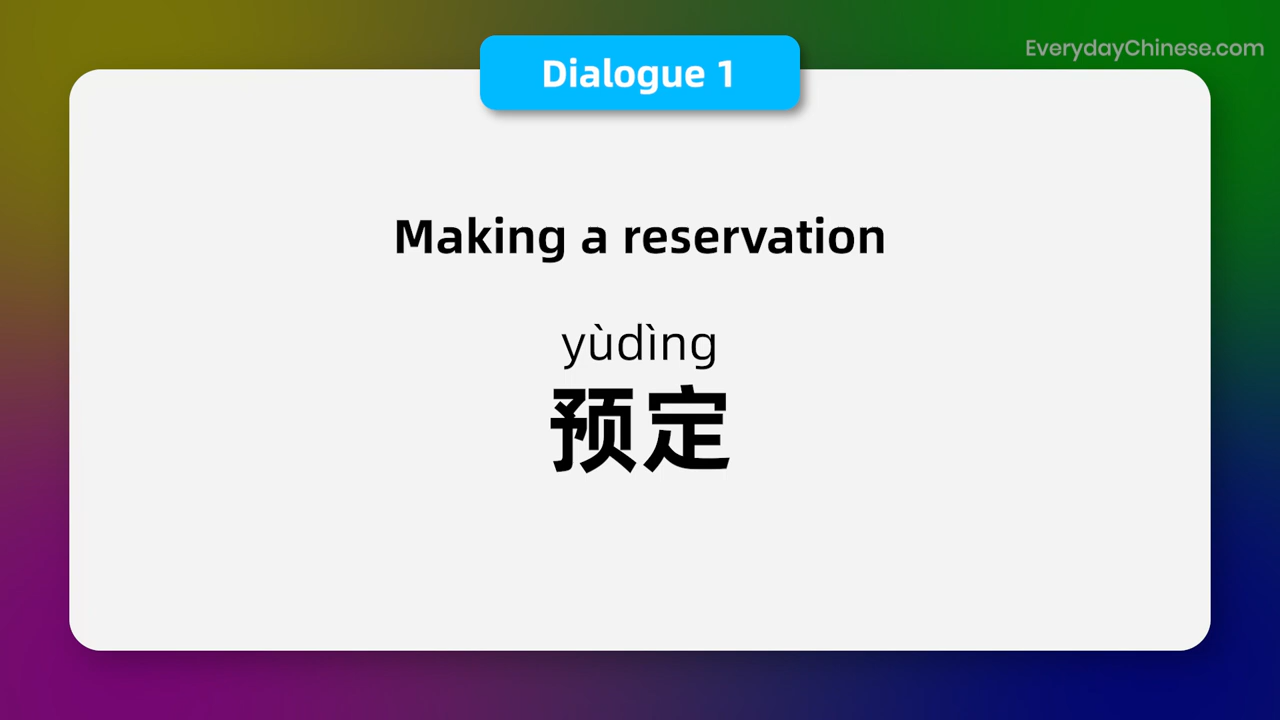 EverydayChinese.com
Dialogue 1
Making a reservation
yùdìng
预定